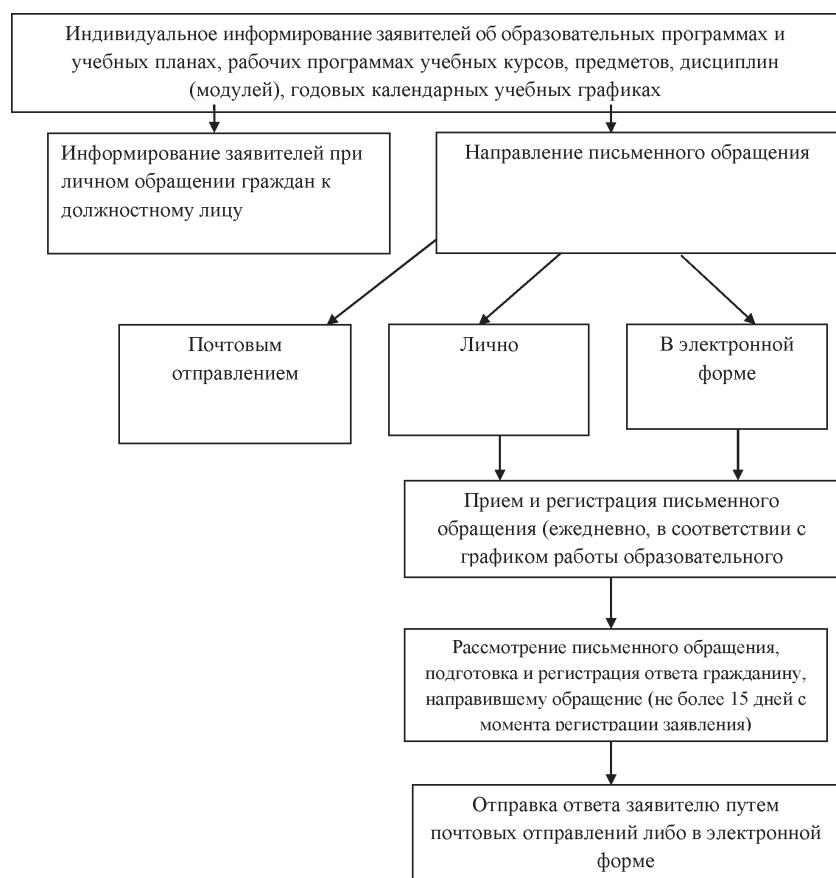 Индивидуальное информирование заявителей об образовательных программах и
учебных планах, рабочих программах учебных курсов, предметов, дисциплин
(модулей), годовых календарных учебных графиках
Информирование заявителей при
личном обращении граждан к
должностному лицу
Направление письменного обращения
Почтовым
отправлением
Лично
В электронной
форме
Прием и регистрация письменного
обращения (ежедневно, в соответствии с
графиком работы образовательного
Рассмотрение письменного обращения,
подготовка и регистрация ответа гражданину,
направившему обращение (не более 15 дней с
момента регистрации заявления)
Отправка ответа заявителю путем
почтовых отправлений либо в электронной
форме